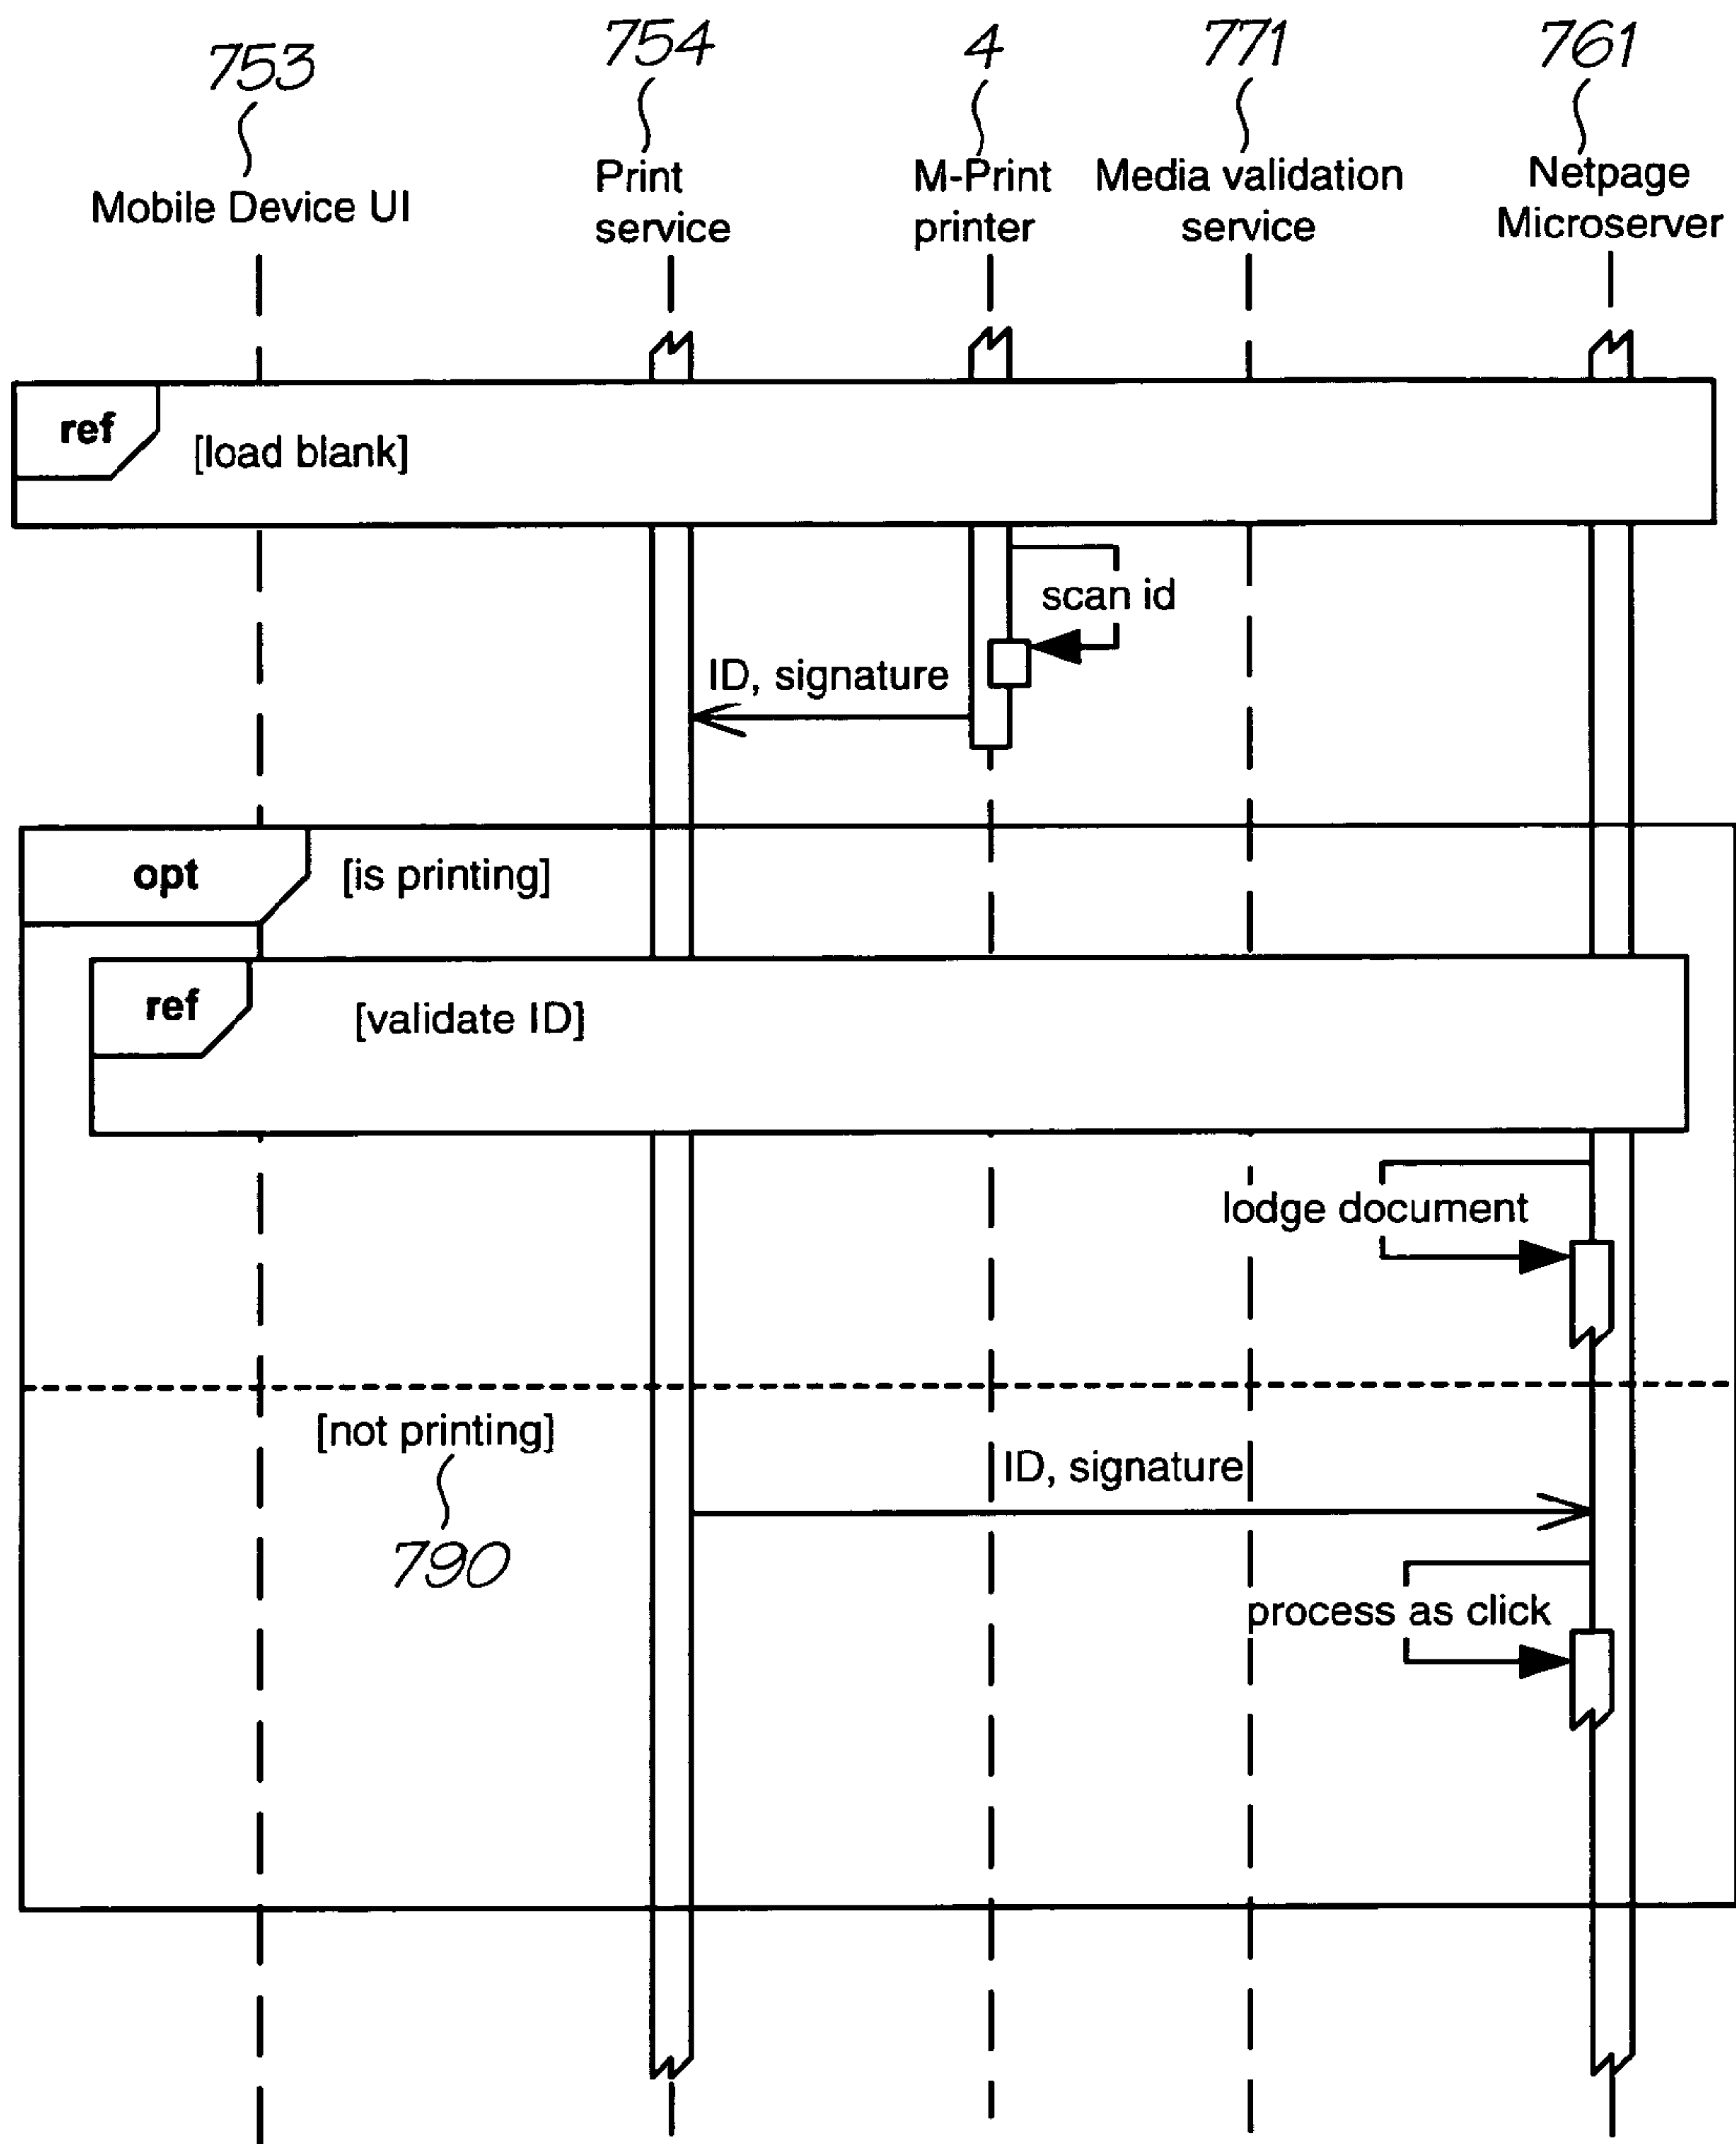 753
754
4
771
761
Mobile Device UI
Print
service
M-Print
printer
Media validation
service
Netpage
Microserver
ref
[load blank]
scan id
ID, signature
opt
[is printing]
ref
[validate ID]
lodge document
[not printing]
790
ID, signature
process as click